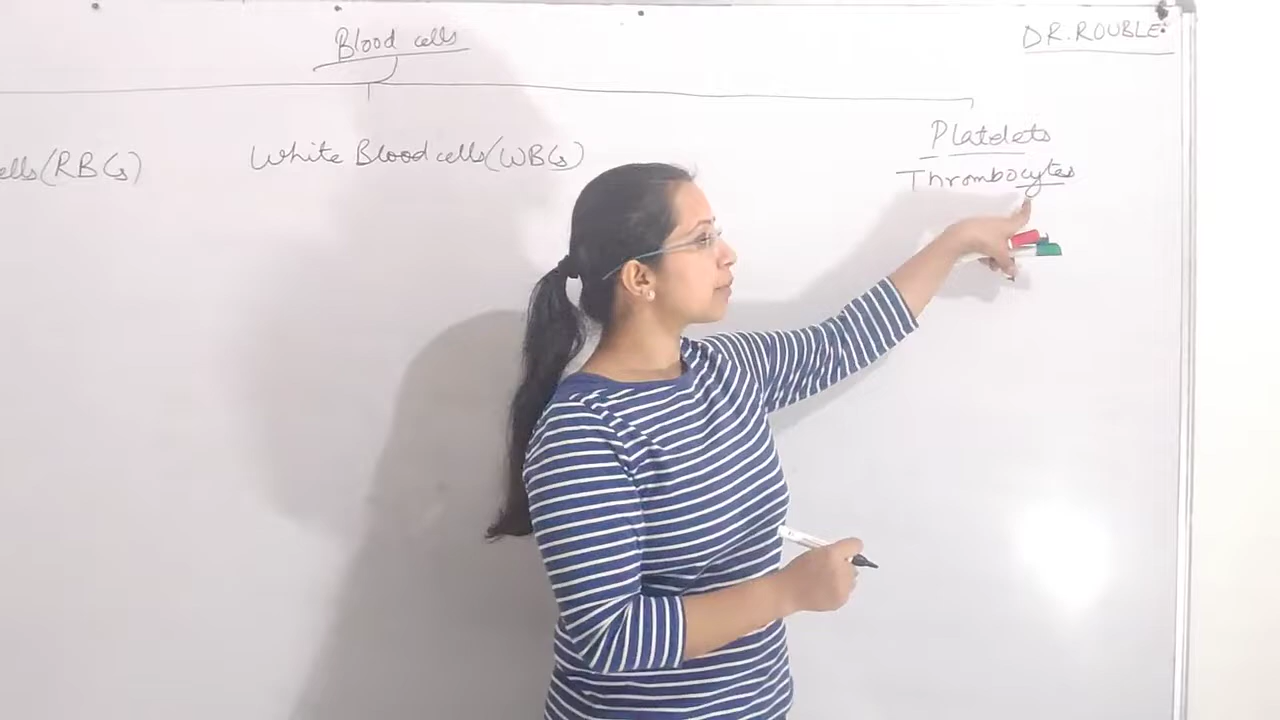 Blood cells
DR. ROUBLE
ells (RBCs)
White Blood cells (WBCs)
Platelets
Thrombocytes